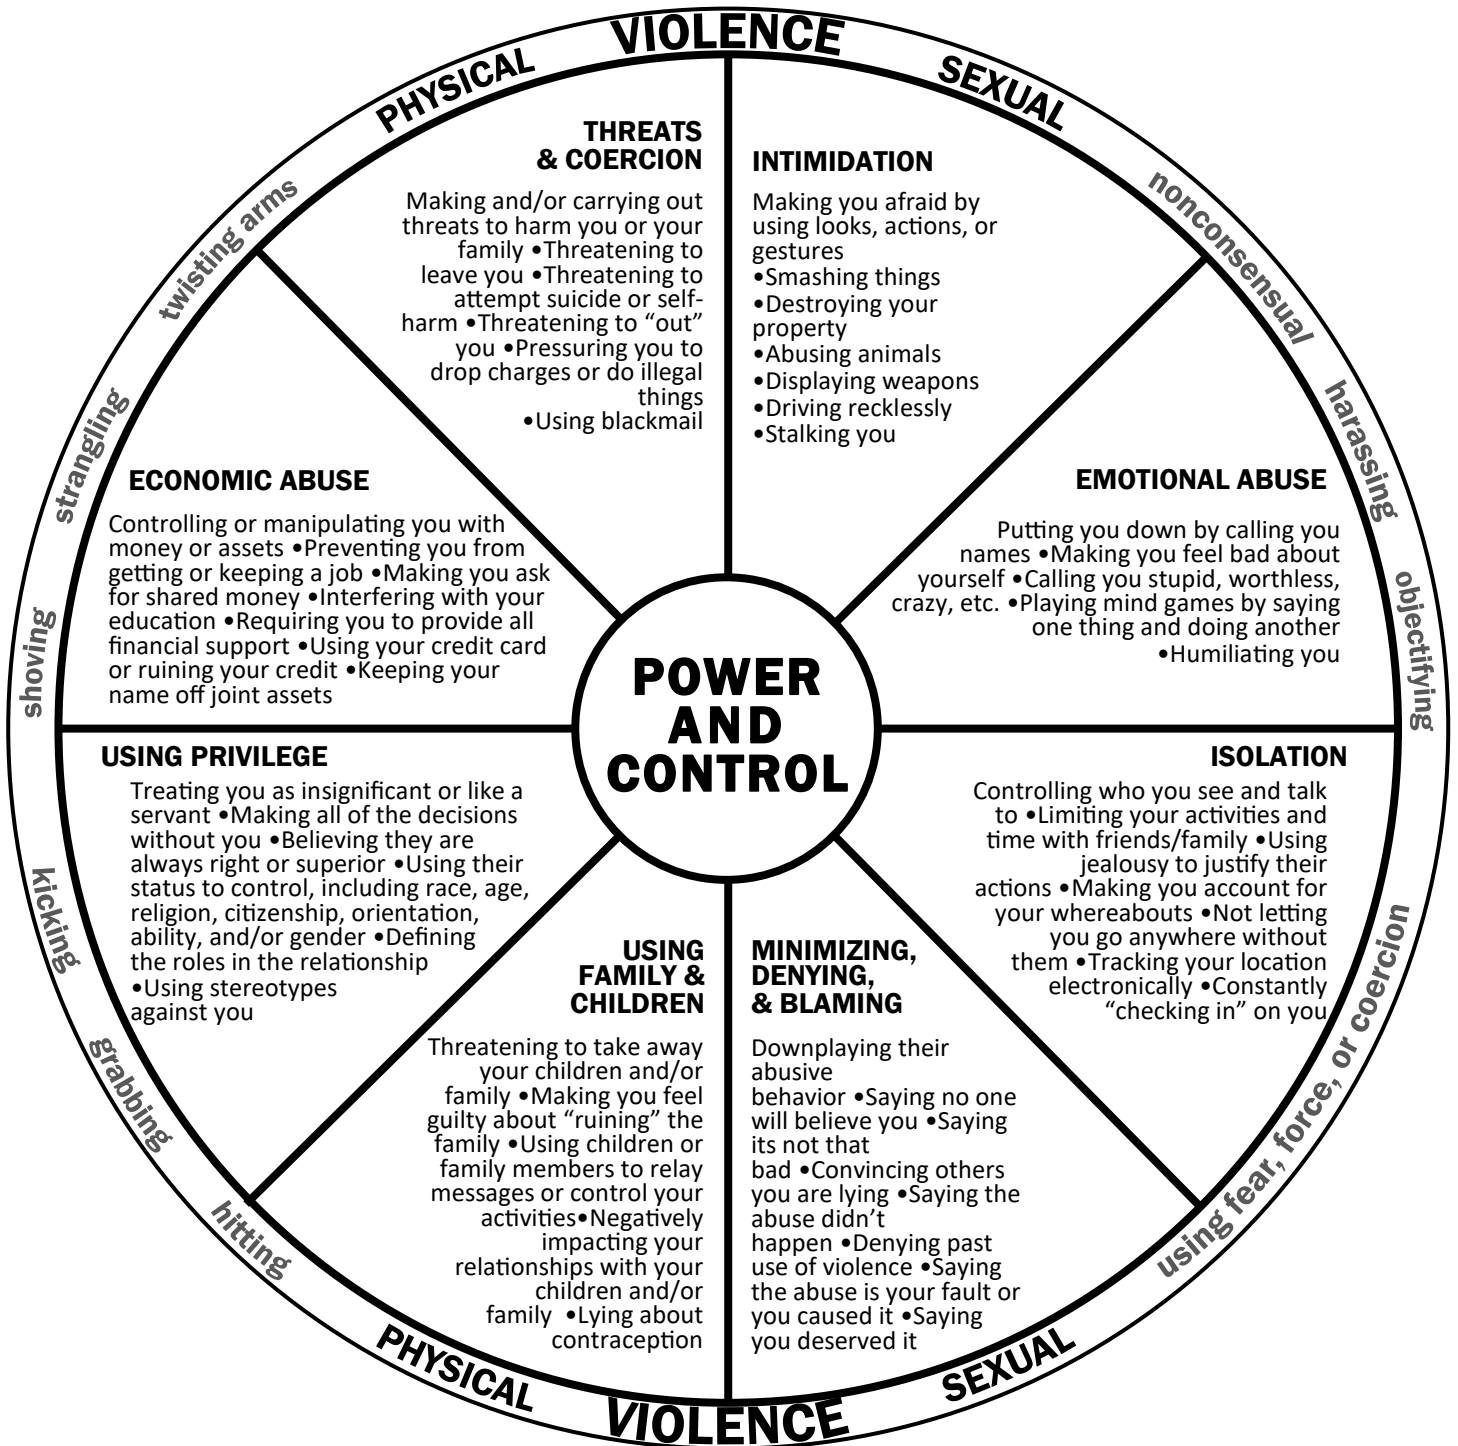 VIOLENCE
PHYSICAL
SEXUAL
THREATS
& COERCION
Making and/or carrying out
threats to harm you or your
family •Threatening to
leave you •Threatening to
attempt suicide or self-
harm •Threatening to “out”
you •Pressuring you to
drop charges or do illegal
things
•Using blackmail
INTIMIDATION
Making you afraid by
using looks, actions, or
gestures
•Smashing things
•Destroying your
property
•Abusing animals
•Displaying weapons
•Driving recklessly
•Stalking you
twisting arms
strangling
shoving
kicking
grabbing
hitting
nonconsensual
harassing
objectifying
using fear, force, or coercion
ECONOMIC ABUSE
Controlling or manipulating you with
money or assets •Preventing you from
getting or keeping a job •Making you ask
for shared money •Interfering with your
education •Requiring you to provide all
financial support •Using your credit card
or ruining your credit •Keeping your
name off joint assets
EMOTIONAL ABUSE
Putting you down by calling you
names •Making you feel bad about
yourself •Calling you stupid, worthless,
crazy, etc. •Playing mind games by saying
one thing and doing another
•Humiliating you
POWER
AND
CONTROL
USING PRIVILEGE
Treating you as insignificant or like a
servant •Making all of the decisions
without you •Believing they are
always right or superior •Using their
status to control, including race, age,
religion, citizenship, orientation,
ability, and/or gender •Defining
the roles in the relationship
•Using stereotypes
against you
ISOLATION
Controlling who you see and talk
to •Limiting your activities and
time with friends/family •Using
jealousy to justify their
actions •Making you account for
your whereabouts •Not letting
you go anywhere without
them •Tracking your location
electronically •Constantly
“checking in” on you
USING
FAMILY &
CHILDREN
Threatening to take away
your children and/or
family •Making you feel
guilty about “ruining” the
family •Using children or
family members to relay
messages or control your
activities•Negatively
impacting your
relationships with your
children and/or
family •Lying about
contraception
MINIMIZING,
DENYING,
& BLAMING
Downplaying their
abusive
behavior •Saying no one
will believe you •Saying
its not that
bad •Convincing others
you are lying •Saying the
abuse didn’t
happen •Denying past
use of violence •Saying
the abuse is your fault or
you caused it •Saying
you deserved it
PHYSICAL
SEXUAL
VIOLENCE